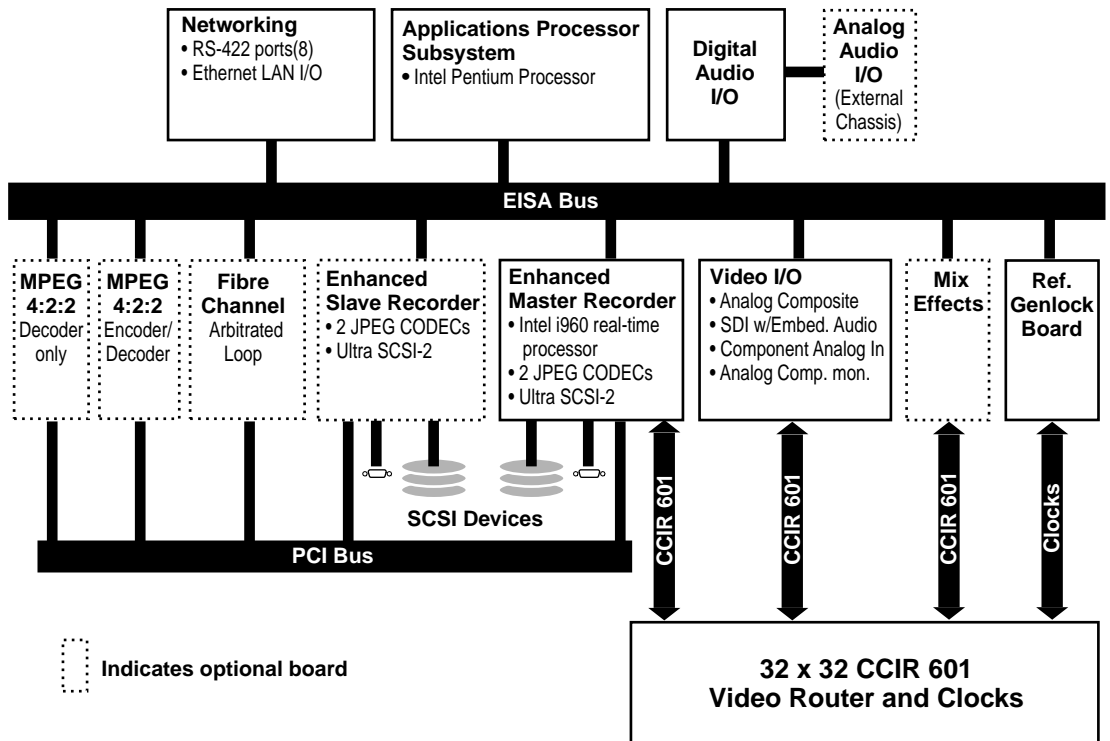 Networking
• RS-422 ports(8)
• Ethernet LAN I/O
Applications Processor
Subsystem
• Intel Pentium Processor
Digital
Audio
I/O
Analog
Audio
I/O
(External
Chassis)
EISA Bus
MPEG
4:2:2
Decoder
only
MPEG
4:2:2
Encoder/
Decoder
Fibre
Channel
Arbitrated
Loop
Enhanced
Slave Recorder
• 2 JPEG CODECs
• Ultra SCSI-2
Enhanced
Master Recorder
• Intel i960 real-time
processor
• 2 JPEG CODECs
• Ultra SCSI-2
Video I/O
• Analog Composite
• SDI w/Embed. Audio
• Component Analog In
• Analog Comp. mon.
Mix
Effects
Ref.
Genlock
Board
SCSI Devices
PCI Bus
CCIR 601
CCIR 601
CCIR 601
Clocks
Indicates optional board
32 x 32 CCIR 601
Video Router and Clocks